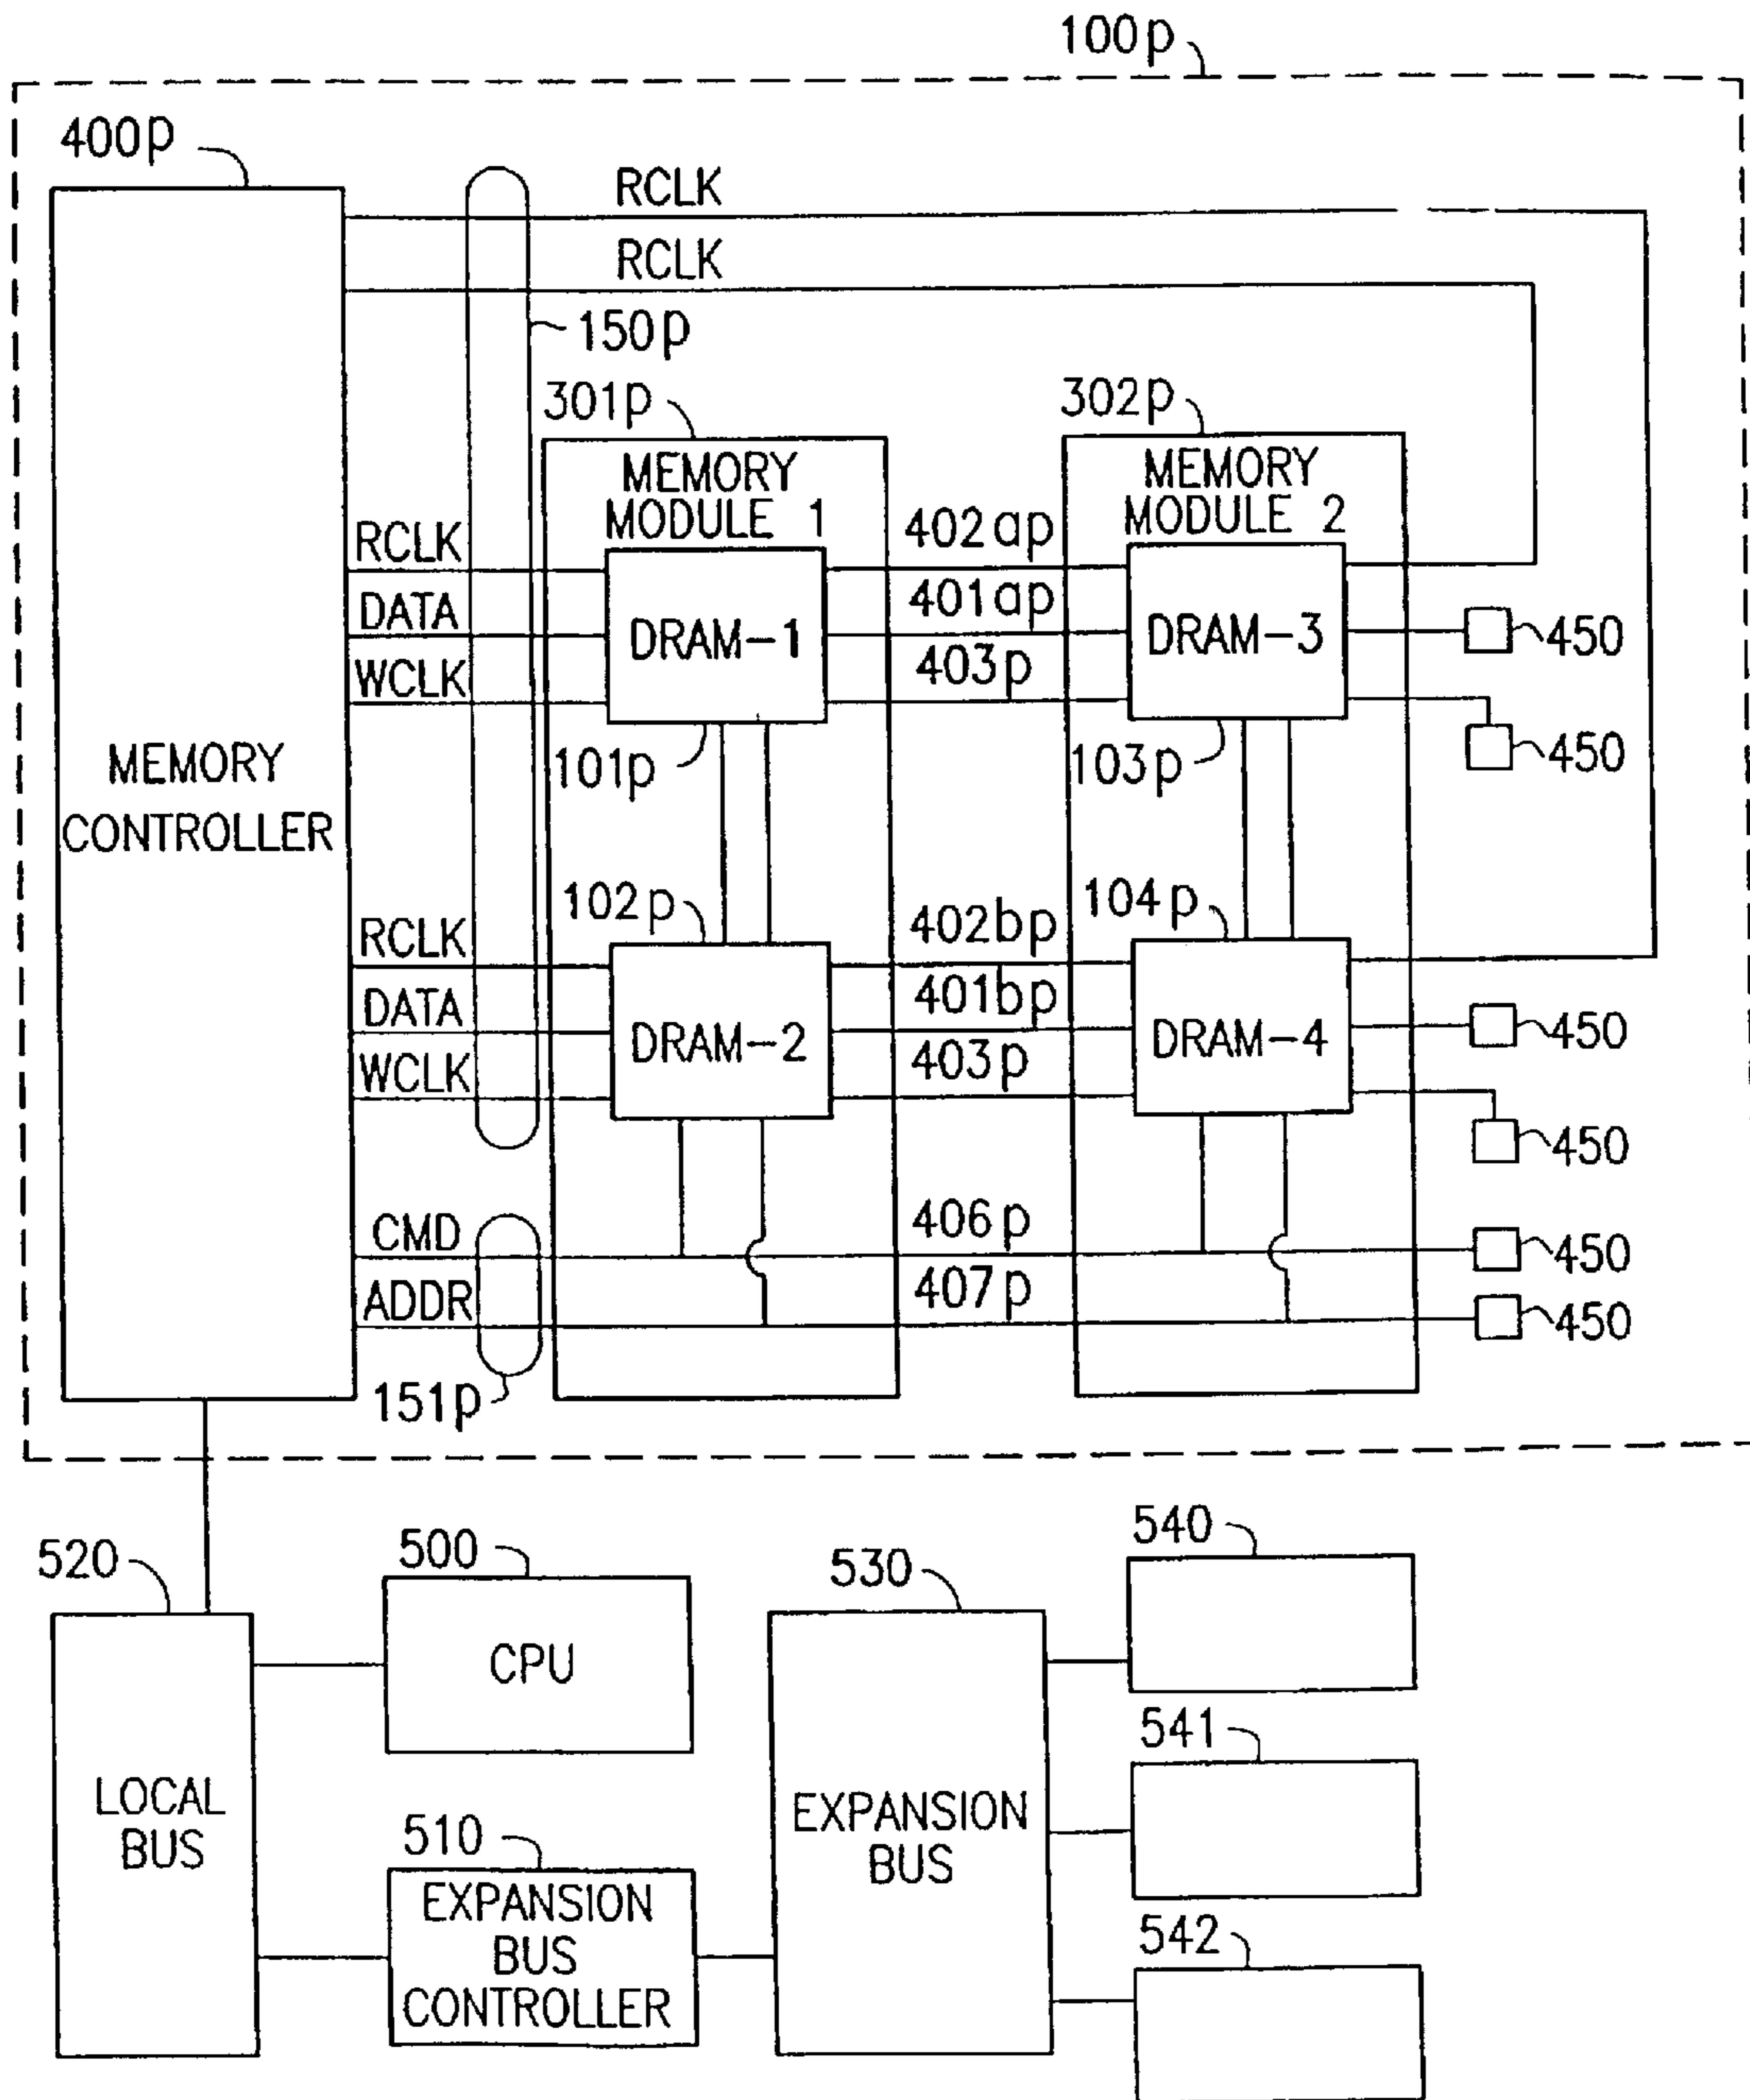 100p
400p
RCLK
RCLK
150p
301p
302p
MEMORY
MODULE 1
MEMORY
MODULE 2
RCLK
402ap
DATA
401ap
DRAM-1
DRAM-3
450
WCLK
403p
450
101p
103p
MEMORY
CONTROLLER
102p
104p
RCLK
402bp
DATA
401bp
DRAM-2
DRAM-4
450
WCLK
403p
450
CMD
406p
450
ADDR
407p
450
151p
520
500
530
540
CPU
541
LOCAL
BUS
EXPANSION
BUS
510
EXPANSION
BUS
CONTROLLER
542